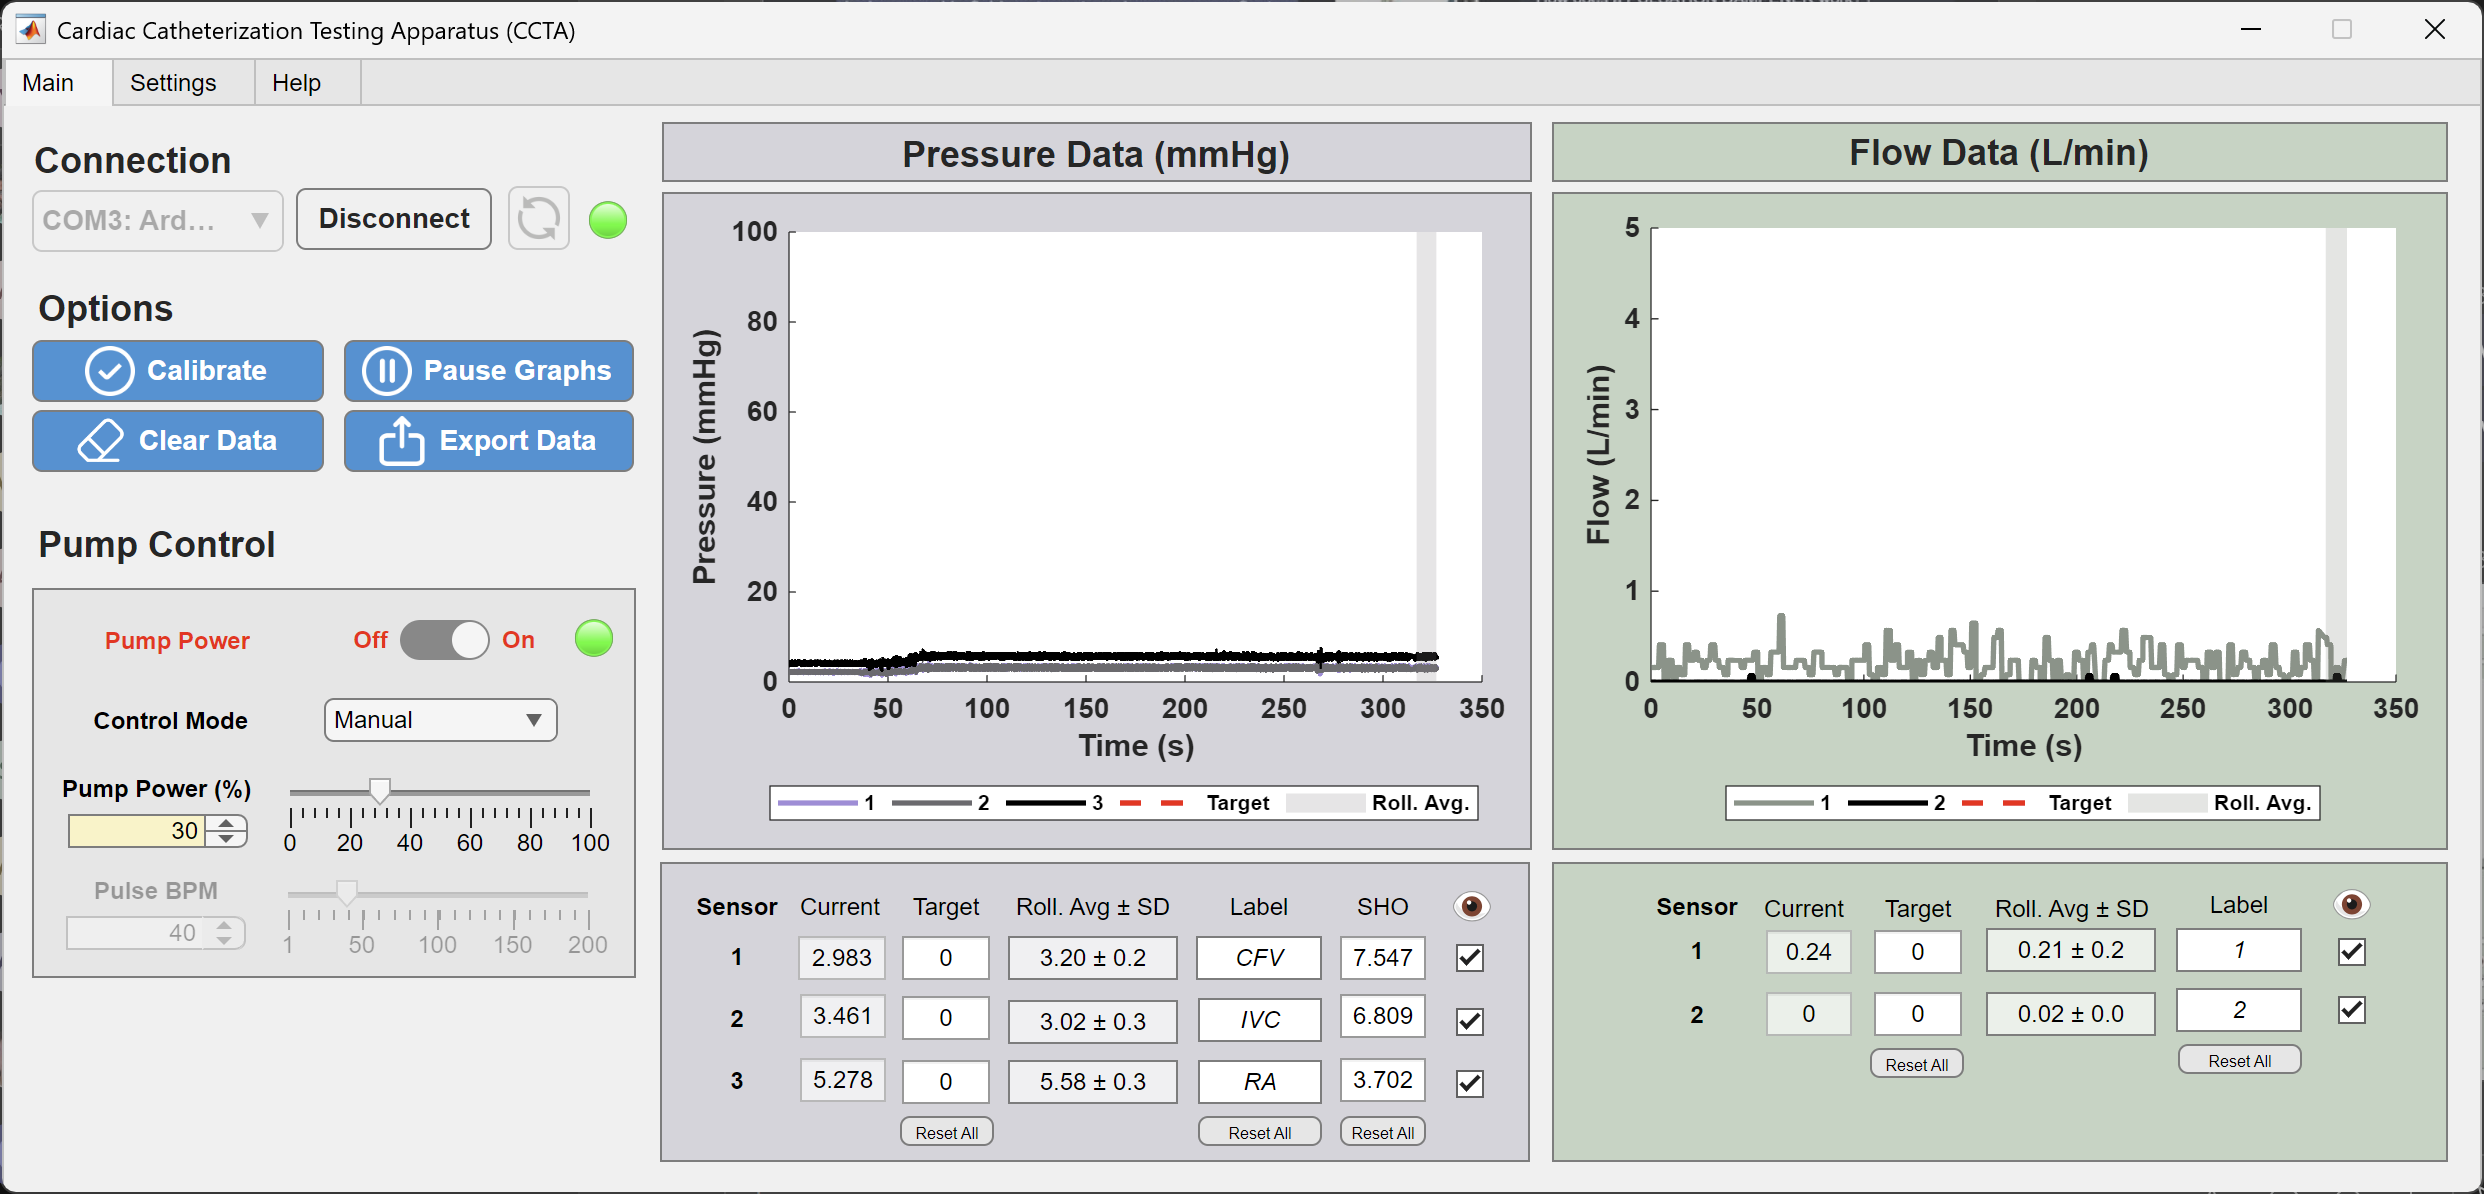 Cardiac Catheterization Testing Apparatus (CCTA)
Main Settings Help
Connection
COM3: Ard... Disconnect
Options
Calibrate Pause Graphs
Clear Data Export Data
Pump Control
Pump Power Off On
Control Mode Manual
Pump Power (%)
30
0 20 40 60 80 100
Pulse BPM
40
1 50 100 150 200
Pressure Data (mmHg)
Pressure (mmHg)
100
80
60
40
20
0
0 50 100 150 200 250 300 350
Time (s)
1 2 3 Target Roll. Avg.
Sensor Current Target Roll. Avg ± SD Label SHO
1 2.983 0 3.20 ± 0.2 CFV 7.547
2 3.461 0 3.02 ± 0.3 IVC 6.809
3 5.278 0 5.58 ± 0.3 RA 3.702
Reset All Reset All Reset All
Flow Data (L/min)
Flow (L/min)
5
4
3
2
1
0
0 50 100 150 200 250 300 350
Time (s)
1 2 Target Roll. Avg.
Sensor Current Target Roll. Avg ± SD Label
1 0.24 0 0.21 ± 0.2 1
2 0 0 0.02 ± 0.0 2
Reset All Reset All